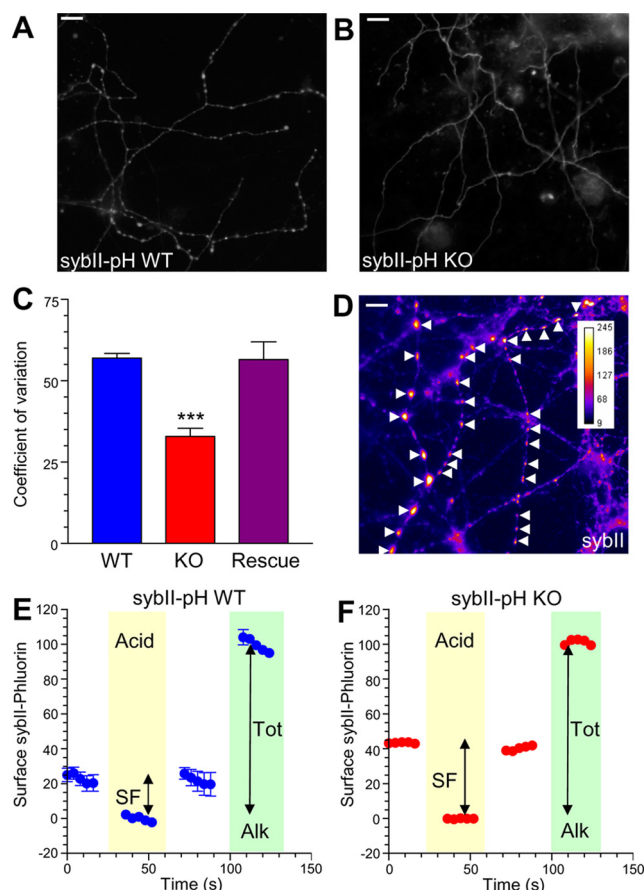 A
sybII-pH WT
B
sybII-pH KO
C
Coefficient of variation
75
50
25
0
***
WT KO Rescue
D
245
186
127
68
9
sybII
E
sybII-pH WT
Surface sybII-Phluorin
120
100
80
60
40
20
0
-20
Acid
SF
Tot
Alk
0 50 100 150
Time (s)
F
sybII-pH KO
Surface sybII-Phluorin
120
100
80
60
40
20
0
-20
Acid
SF
Tot
Alk
0 50 100 150
Time (s)